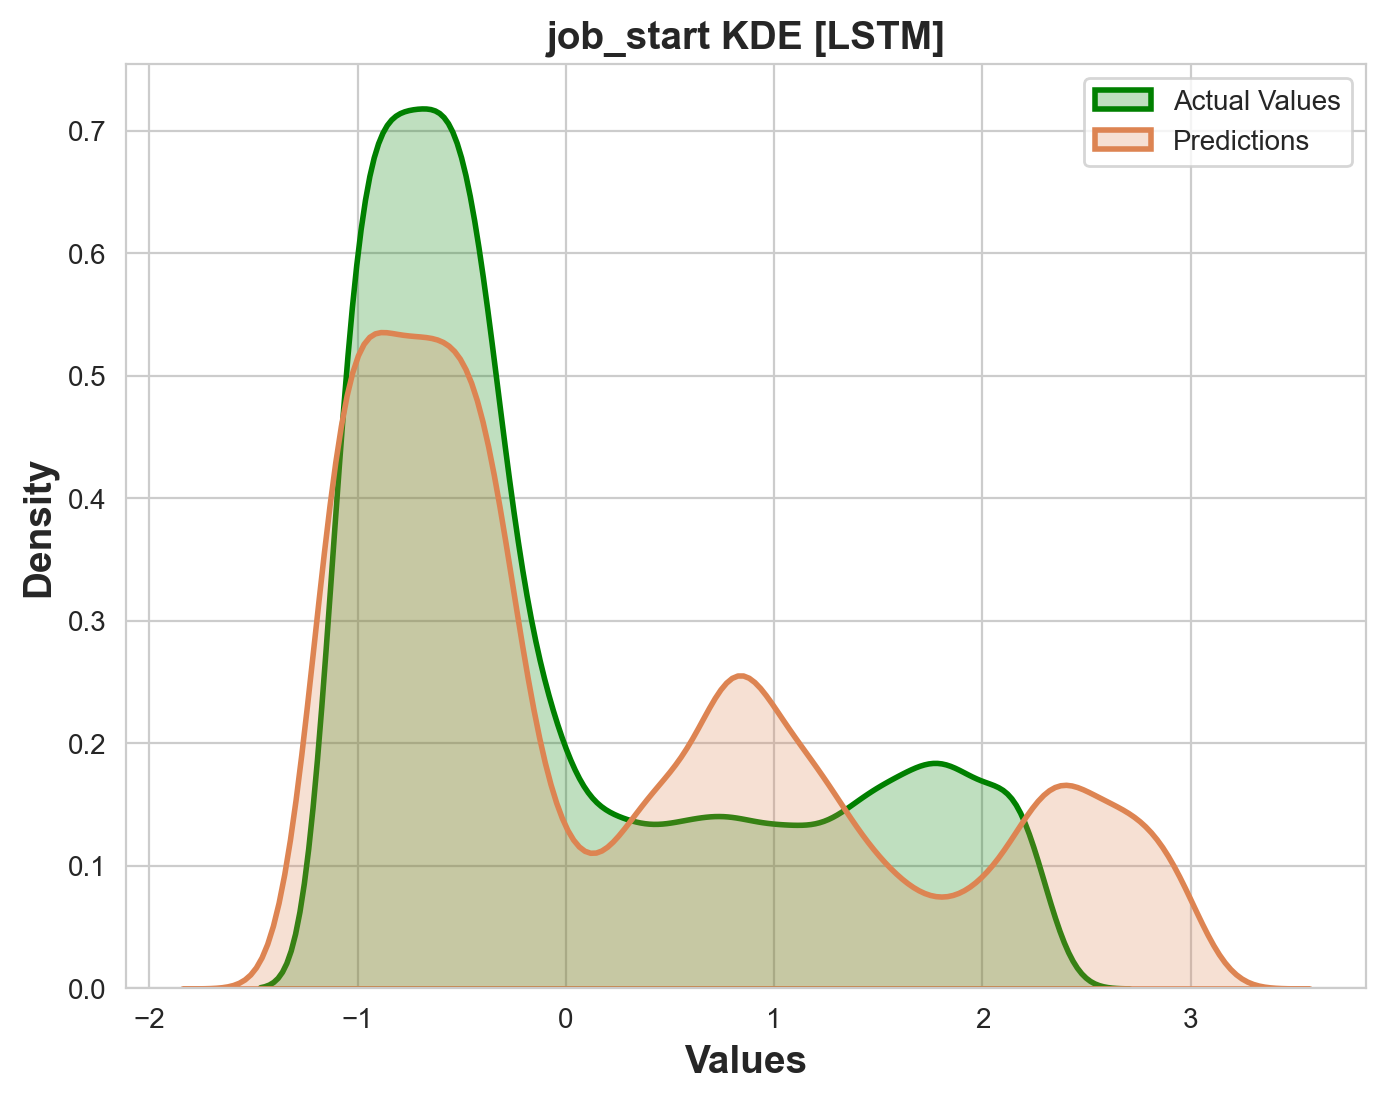 job_start KDE [LSTM]
Actual Values
Predictions
Density
0.7
0.6
0.5
0.4
0.3
0.2
0.1
0.0
−2 −1 0 1 2 3
Values